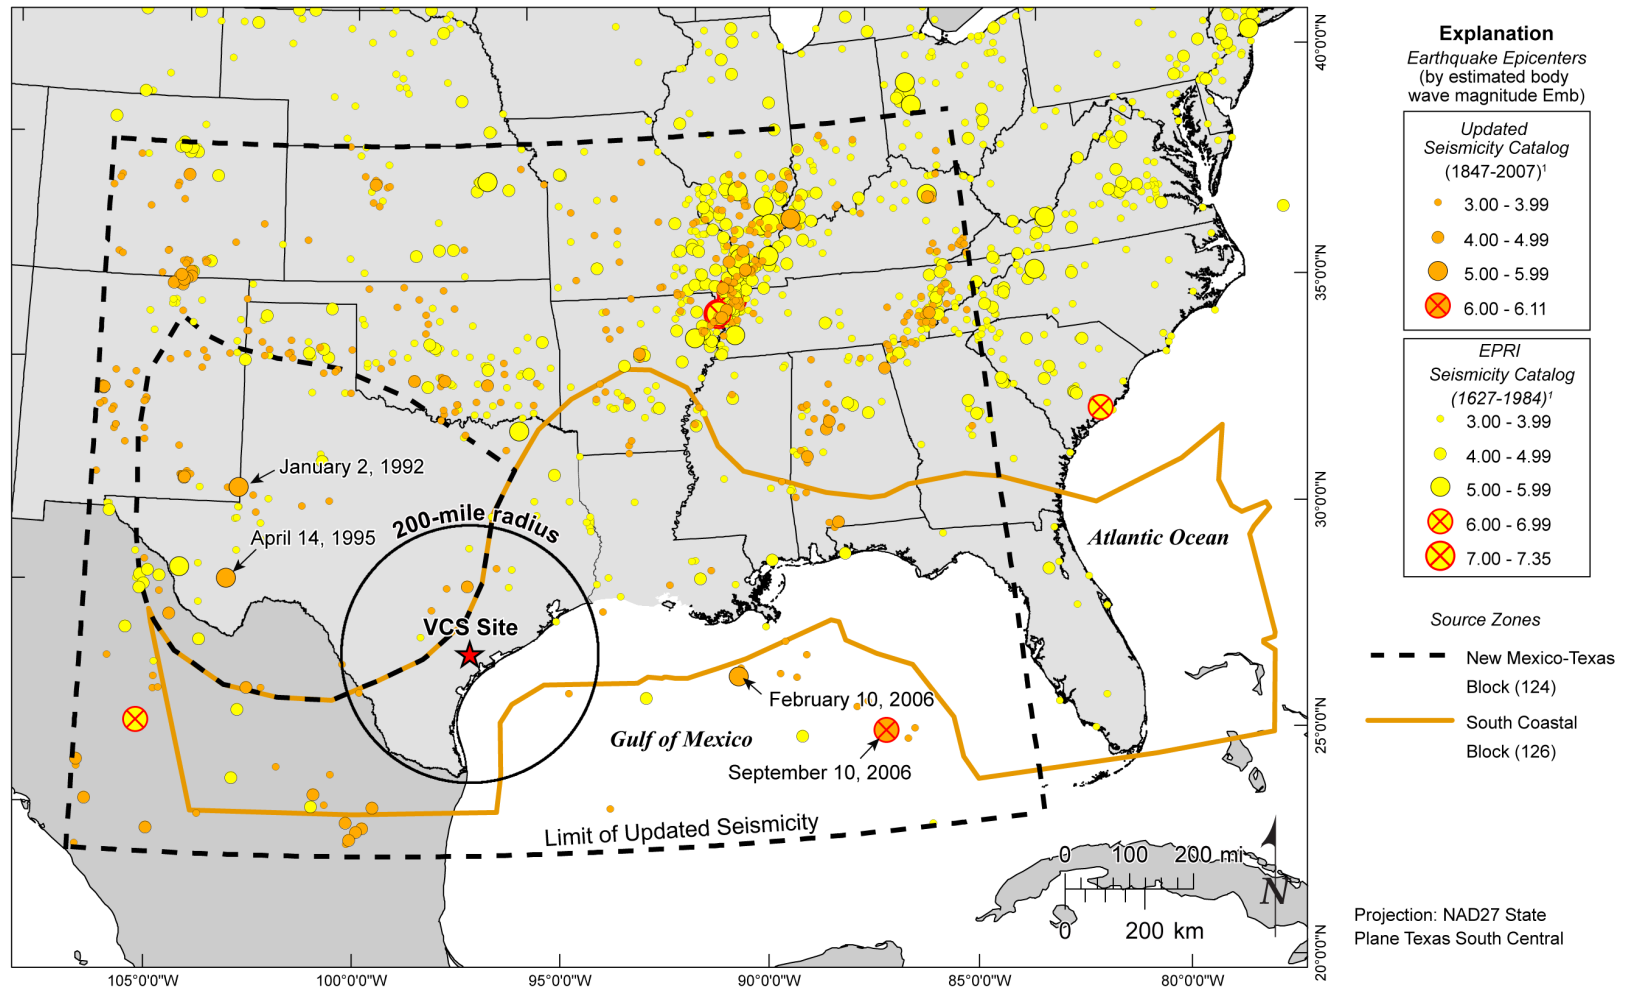 Explanation
Earthquake Epicenters
(by estimated body
wave magnitude Emb)
Updated
Seismicity Catalog
(1847-2007)¹
3.00 - 3.99
4.00 - 4.99
5.00 - 5.99
6.00 - 6.11
EPRI
Seismicity Catalog
(1627-1984)¹
3.00 - 3.99
4.00 - 4.99
5.00 - 5.99
6.00 - 6.99
7.00 - 7.35
Source Zones
New Mexico-Texas
Block (124)
South Coastal
Block (126)
Projection: NAD27 State
Plane Texas South Central
January 2, 1992
April 14, 1995
200-mile radius
VCS Site
Atlantic Ocean
February 10, 2006
Gulf of Mexico
September 10, 2006
Limit of Updated Seismicity
0 100 200 mi
0 200 km
N
40°0'0"N
35°0'0"N
30°0'0"N
25°0'0"N
20°0'0"N
105°0'0"W 100°0'0"W 95°0'0"W 90°0'0"W 85°0'0"W 80°0'0"W